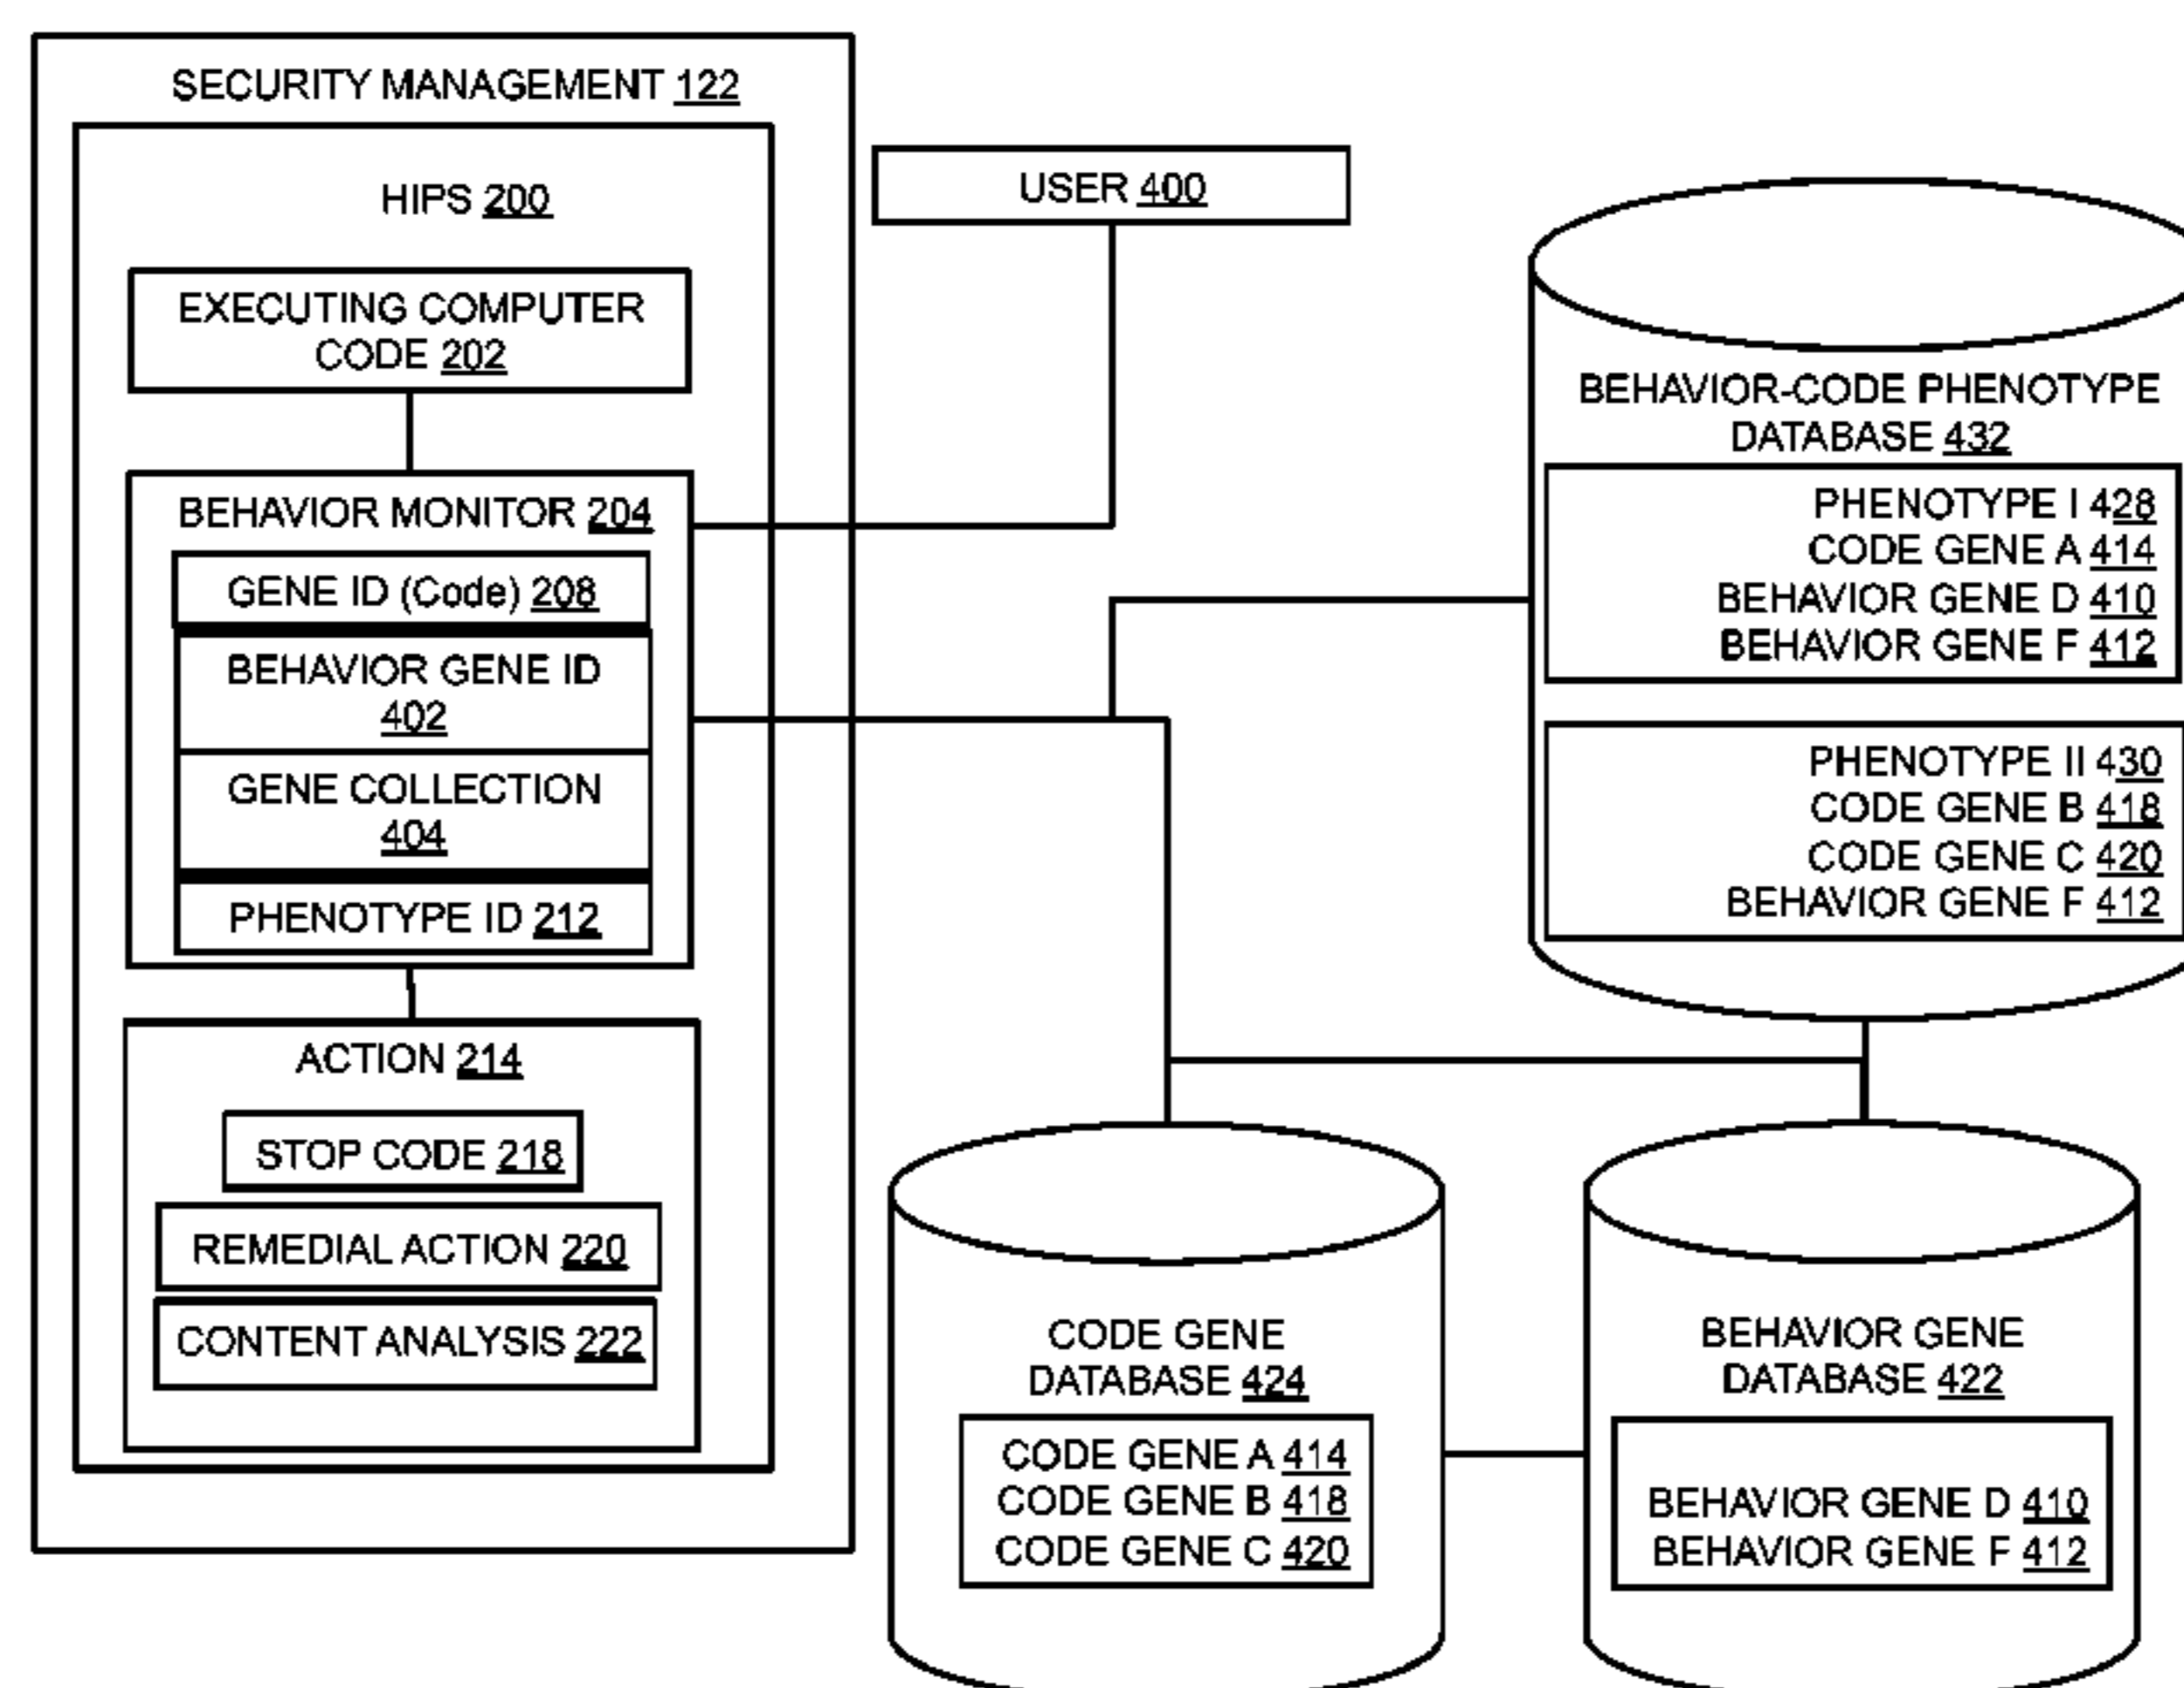 SECURITY MANAGEMENT 122
HIPS 200
EXECUTING COMPUTER
CODE 202
BEHAVIOR MONITOR 204
GENE ID (Code) 208
BEHAVIOR GENE ID
402
GENE COLLECTION
404
PHENOTYPE ID 212
ACTION 214
STOP CODE 218
REMEDIAL ACTION 220
CONTENT ANALYSIS 222
USER 400
BEHAVIOR-CODE PHENOTYPE
DATABASE 432
PHENOTYPE I 428
CODE GENE A 414
BEHAVIOR GENE D 410
BEHAVIOR GENE F 412
PHENOTYPE II 430
CODE GENE B 418
CODE GENE C 420
BEHAVIOR GENE F 412
CODE GENE
DATABASE 424
CODE GENE A 414
CODE GENE B 418
CODE GENE C 420
BEHAVIOR GENE
DATABASE 422
BEHAVIOR GENE D 410
BEHAVIOR GENE F 412